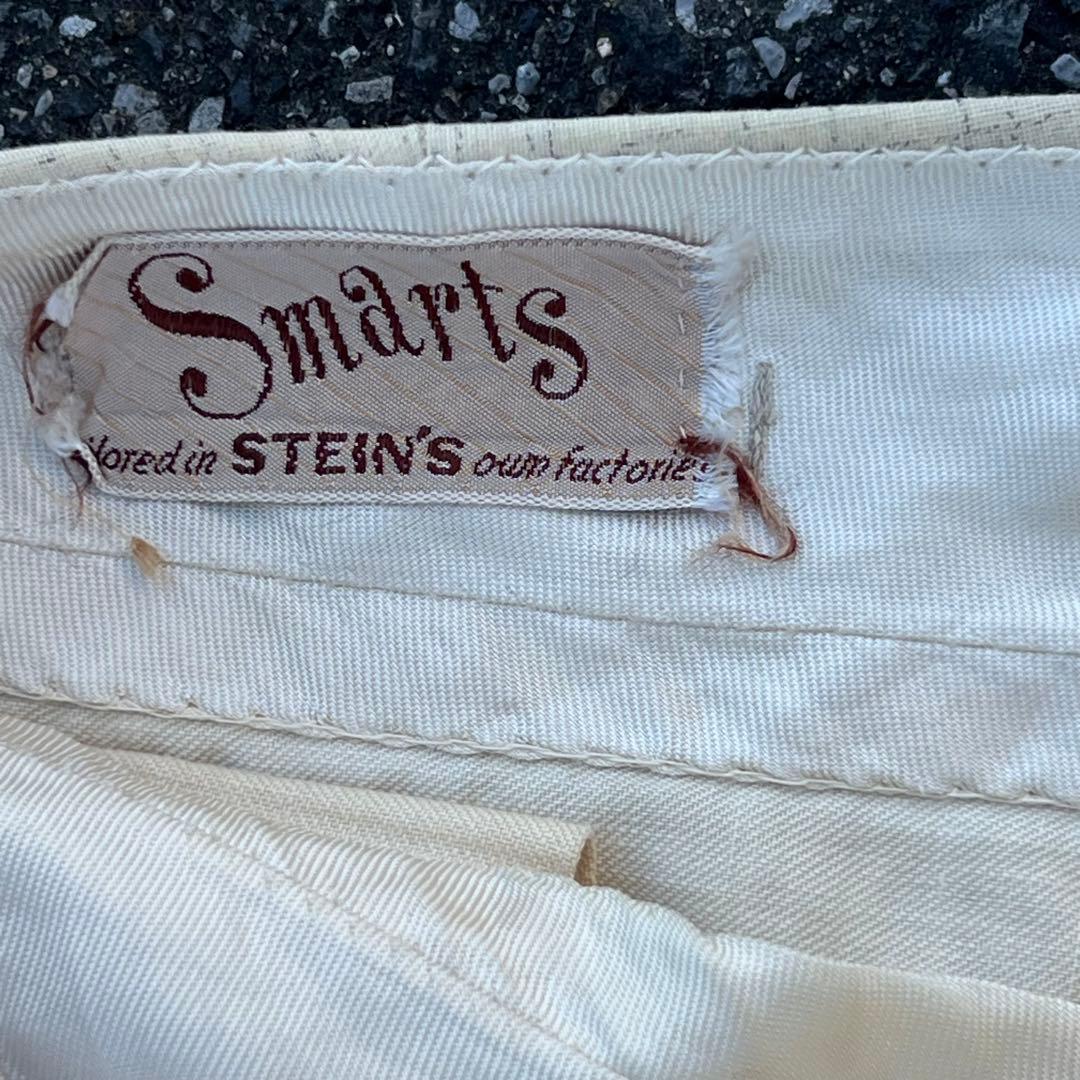 Smarts
ilored in STEIN'S own factories